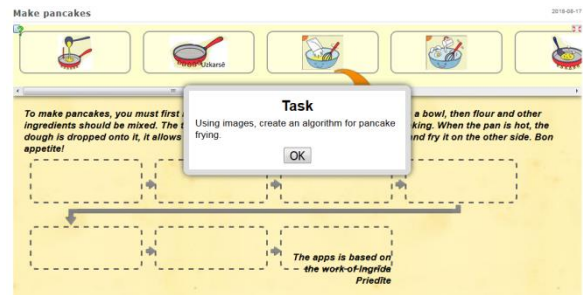 Make pancakes
2018-08-17
Uzkarsē
To make pancakes, you must first
a bowl, then flour and other
ingredients should be mixed. The
king. When the pan is hot, the
dough is dropped onto it, it allows
and fry it on the other side. Bon
appetite!
Task
Using images, create an algorithm for pancake
frying.
OK
The apps is based on
the work of Ingrīda
Priedīte